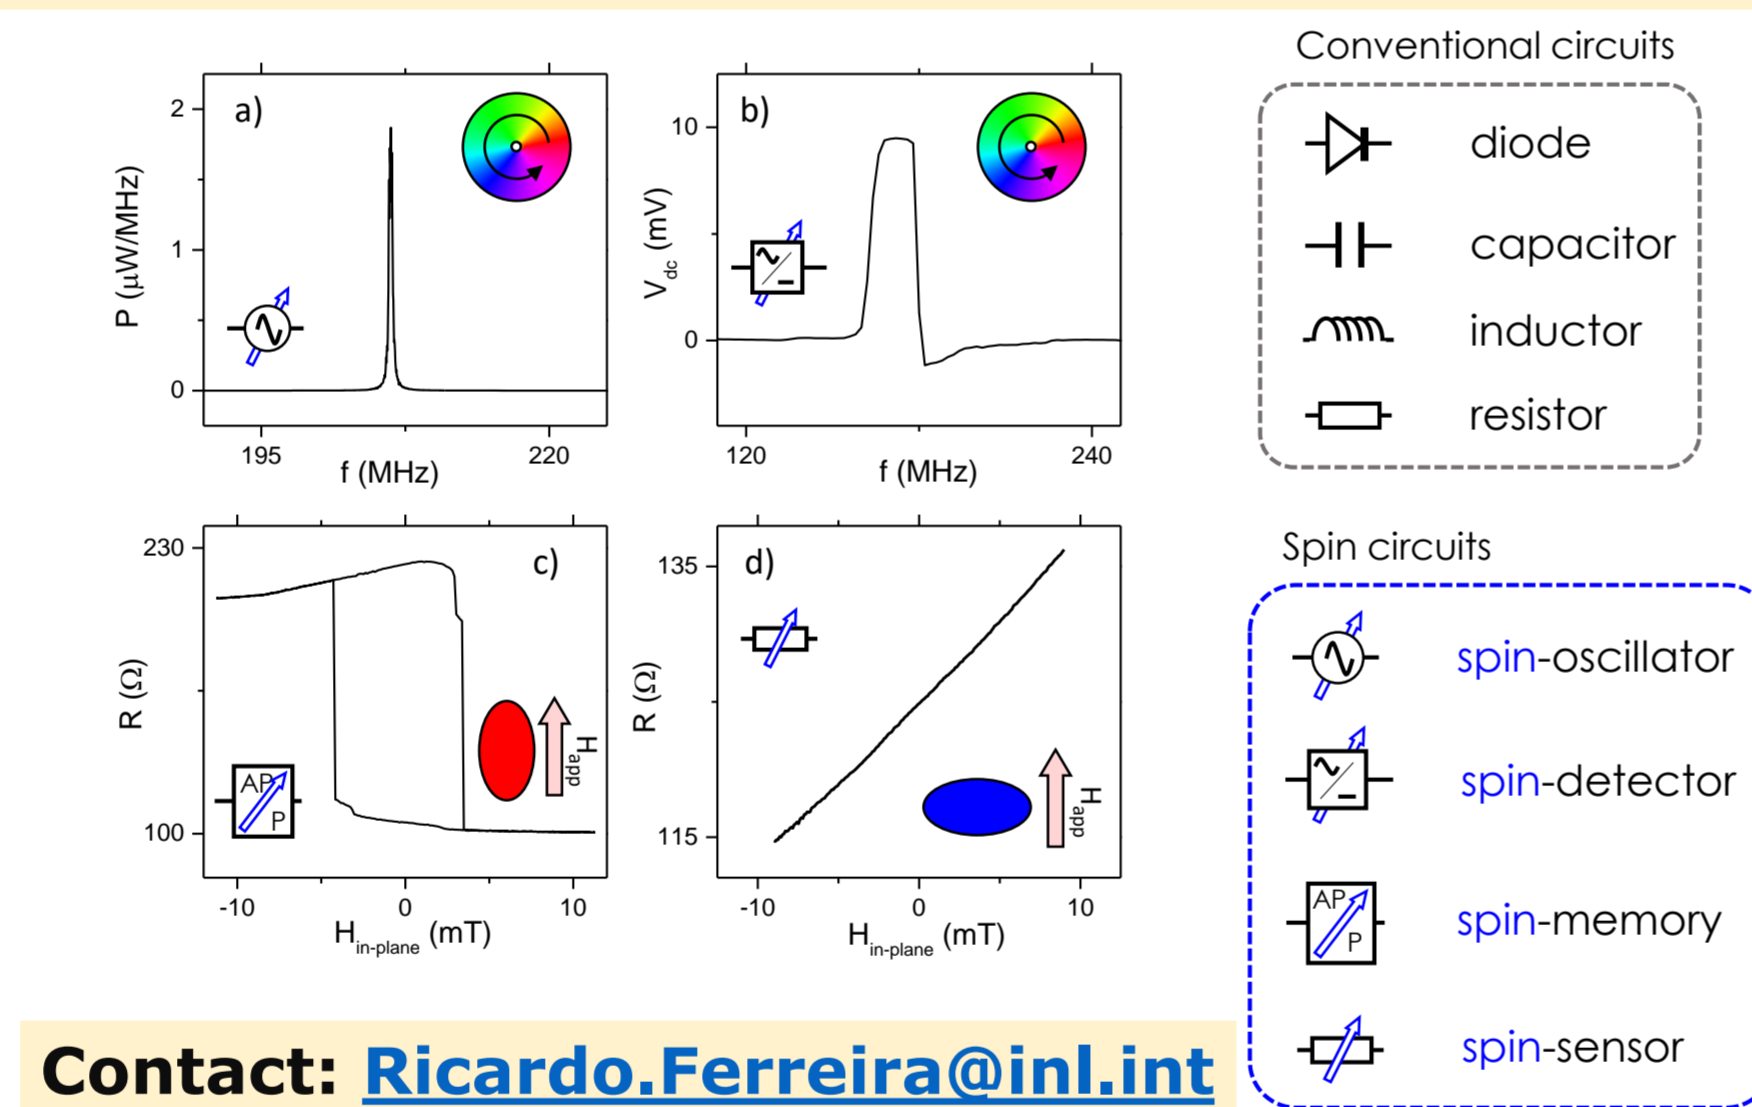 a)
2
1
0
P (μW/MHz)
195
220
f (MHz)
b)
10
0
V_dc (mV)
120
240
f (MHz)
c)
230
100
R (Ω)
AP
P
H_app
-10
0
10
H_in-plane (mT)
d)
135
115
R (Ω)
H_app
-10
0
10
H_in-plane (mT)
Conventional circuits
diode
capacitor
inductor
resistor
Spin circuits
spin-oscillator
spin-detector
AP
P
spin-memory
spin-sensor
Contact: Ricardo.Ferreira@inl.int